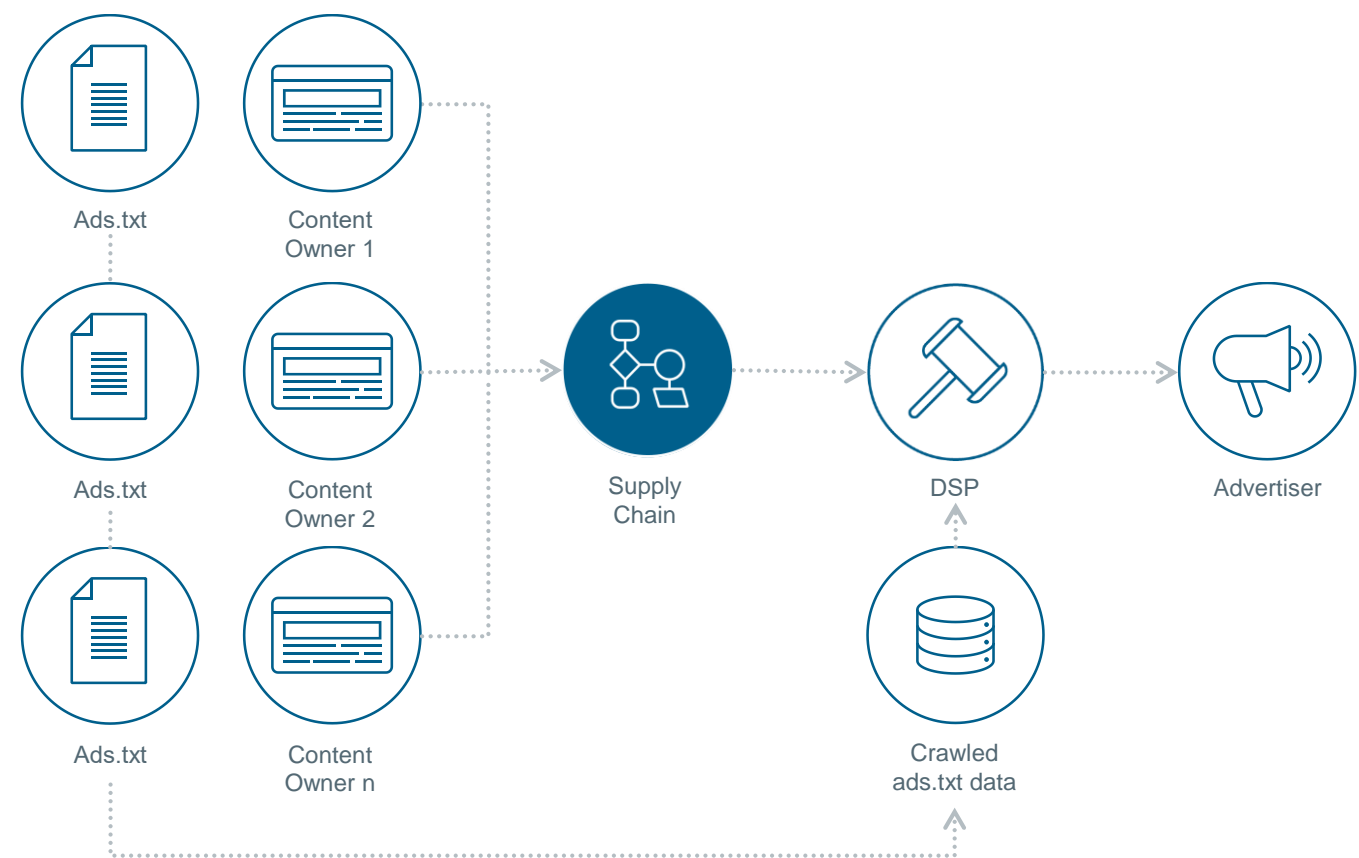 Ads.txt
Content
Owner 1
Ads.txt
Content
Owner 2
Supply
Chain
DSP
Advertiser
Ads.txt
Content
Owner n
Crawled
ads.txt data